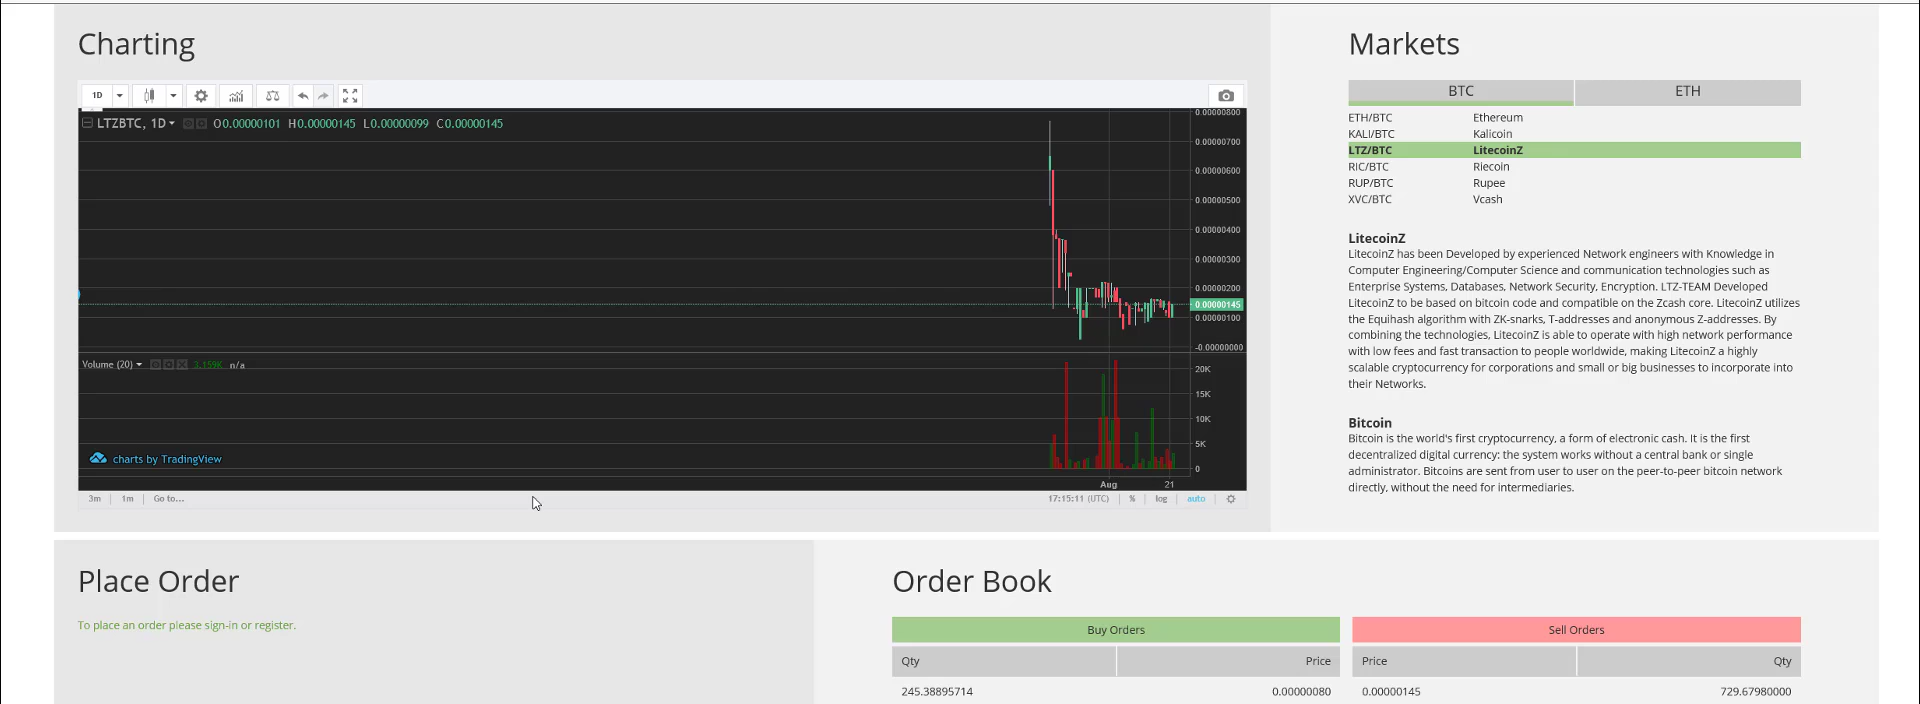 Charting
1D
LTZBTC, 1D O0.00000101 H0.00000145 L0.00000099 C0.00000145
0.00000800
0.00000700
0.00000600
0.00000500
0.00000400
0.00000300
0.00000200
0.00000145
0.00000100
-0.00000000
Volume (20) 3.159K n/a
20K
15K
10K
5K
0
charts by TradingView
Aug 21
3m 1m Go to... 17:15:11 (UTC) % log auto
Markets
BTC ETH
ETH/BTC Ethereum
KALI/BTC Kalicoin
LTZ/BTC LitecoinZ
RIC/BTC Riecoin
RUP/BTC Rupee
XVC/BTC Vcash
LitecoinZ
LitecoinZ has been Developed by experienced Network engineers with Knowledge in
Computer Engineering/Computer Science and communication technologies such as
Enterprise Systems, Databases, Network Security, Encryption. LTZ-TEAM Developed
LitecoinZ to be based on bitcoin code and compatible on the Zcash core. LitecoinZ utilizes
the Equihash algorithm with ZK-snarks, T-addresses and anonymous Z-addresses. By
combining the technologies, LitecoinZ is able to operate with high network performance
with low fees and fast transaction to people worldwide, making LitecoinZ a highly
scalable cryptocurrency for corporations and small or big businesses to incorporate into
their Networks.
Bitcoin
Bitcoin is the world's first cryptocurrency, a form of electronic cash. It is the first
decentralized digital currency: the system works without a central bank or single
administrator. Bitcoins are sent from user to user on the peer-to-peer bitcoin network
directly, without the need for intermediaries.
Place Order
To place an order please sign-in or register.
Order Book
Buy Orders Sell Orders
Qty Price Price Qty
245.38895714 0.00000080 0.00000145 729.67980000